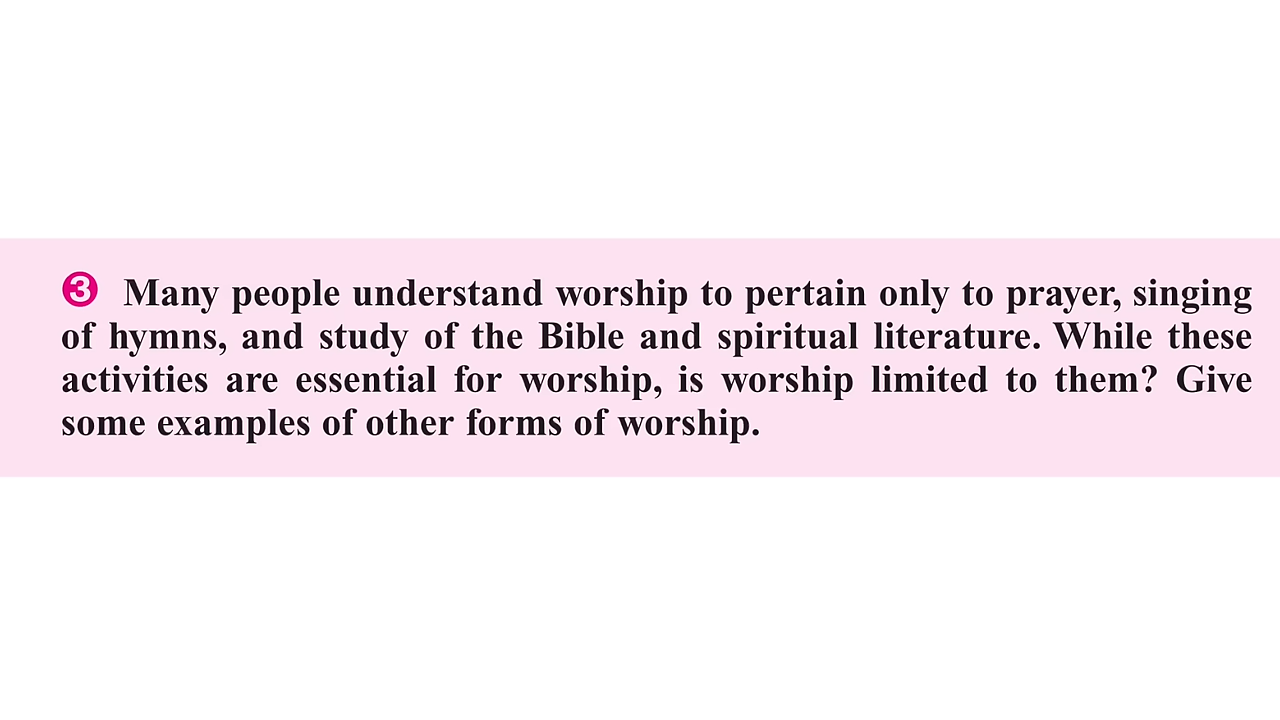 ❸ Many people understand worship to pertain only to prayer, singing
of hymns, and study of the Bible and spiritual literature. While these
activities are essential for worship, is worship limited to them? Give
some examples of other forms of worship.